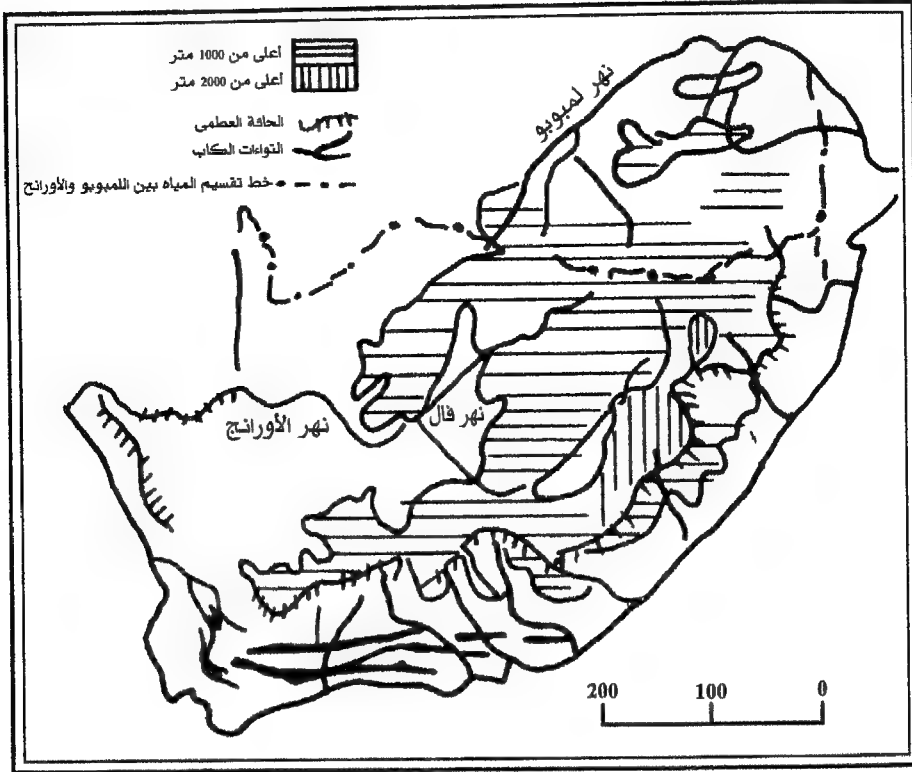 أعلى من 1000 متر
أعلى من 2000 متر
الحافة العظمى
التواءات الكاب
خط تقسيم المياه بين اللمبوبو والأورانج
نهر لمبوبو
نهر الأورانج
نهر فال
200 100 0